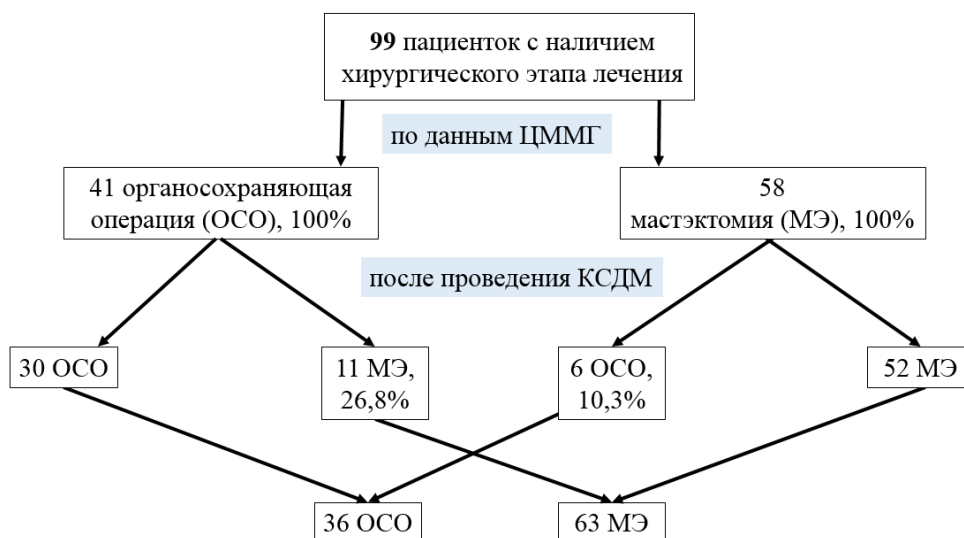 99 пациенток с наличием
хирургического этапа лечения
по данным ЦММГ
41 органосохраняющая
операция (ОСО), 100%
58
мастэктомия (МЭ), 100%
после проведения КСДМ
30 ОСО
11 МЭ,
26,8%
6 ОСО,
10,3%
52 МЭ
36 ОСО
63 МЭ